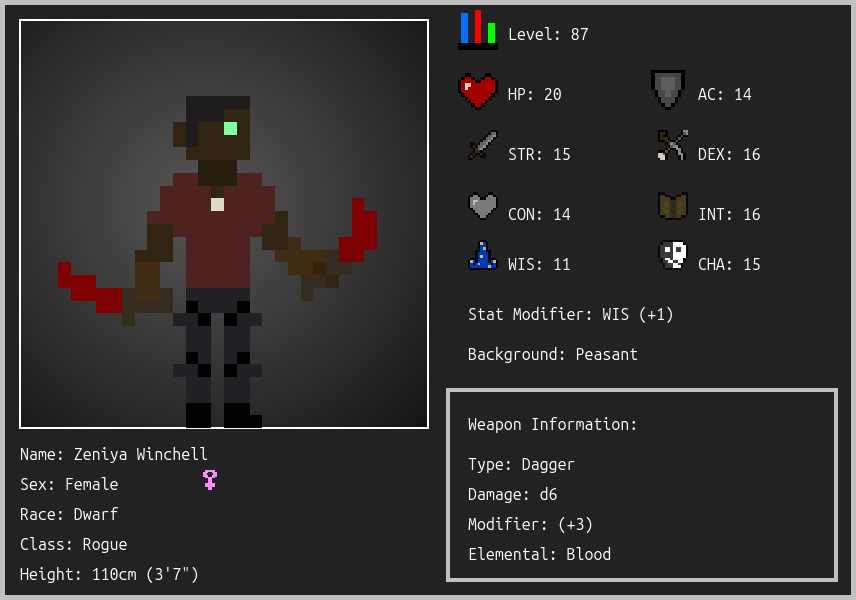 Level: 87
HP: 20
AC: 14
STR: 15
DEX: 16
CON: 14
INT: 16
WIS: 11
CHA: 15
Stat Modifier: WIS (+1)
Background: Peasant
Weapon Information:
Type: Dagger
Damage: d6
Modifier: (+3)
Elemental: Blood
Name: Zeniya Winchell
Sex: Female
Race: Dwarf
Class: Rogue
Height: 110cm (3'7")